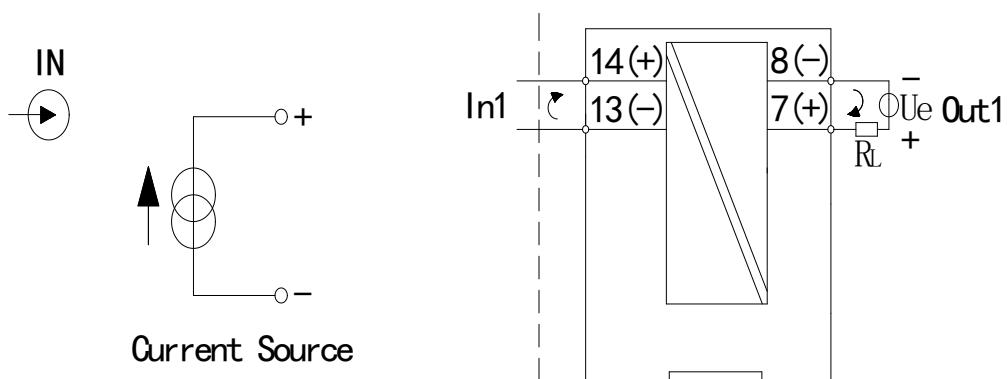 IN
+
−
Current Source
In1
14(+)
8(−)
13(−)
7(+)
−
Ue
Out1
+
RL